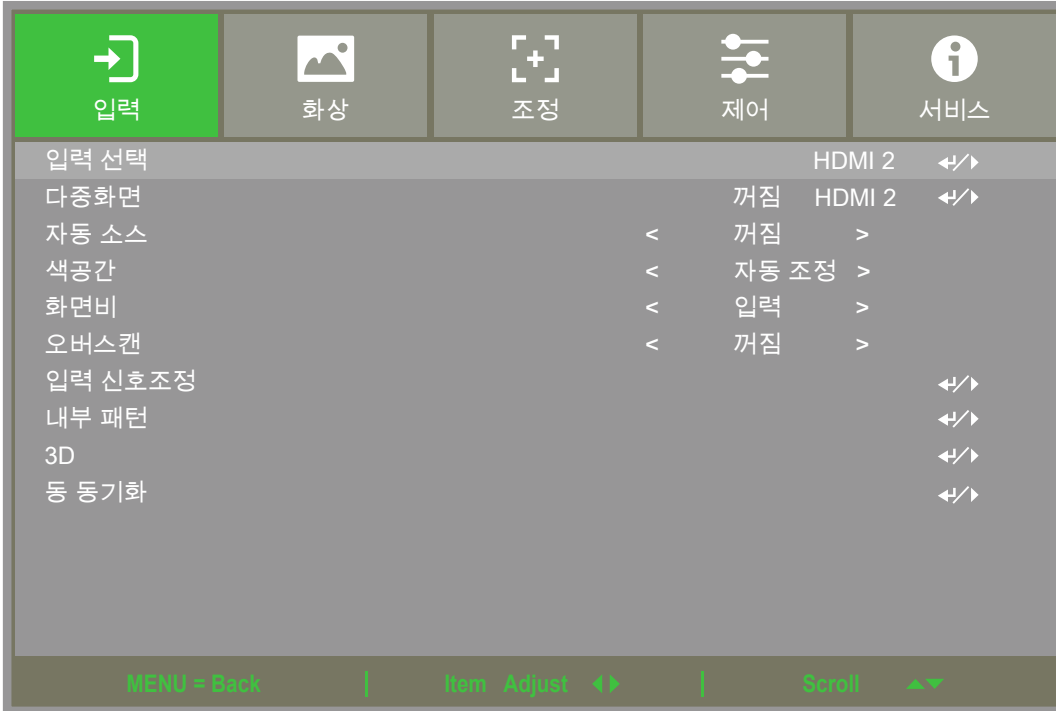 입력 화상 조정 제어 서비스
입력 선택 HDMI 2
다중화면 꺼짐 HDMI 2
자동 소스 < 꺼짐 >
색공간 < 자동 조정 >
화면비 < 입력 >
오버스캔 < 꺼짐 >
입력 신호조정
내부 패턴
3D
동 동기화
MENU = Back | Item Adjust | Scroll